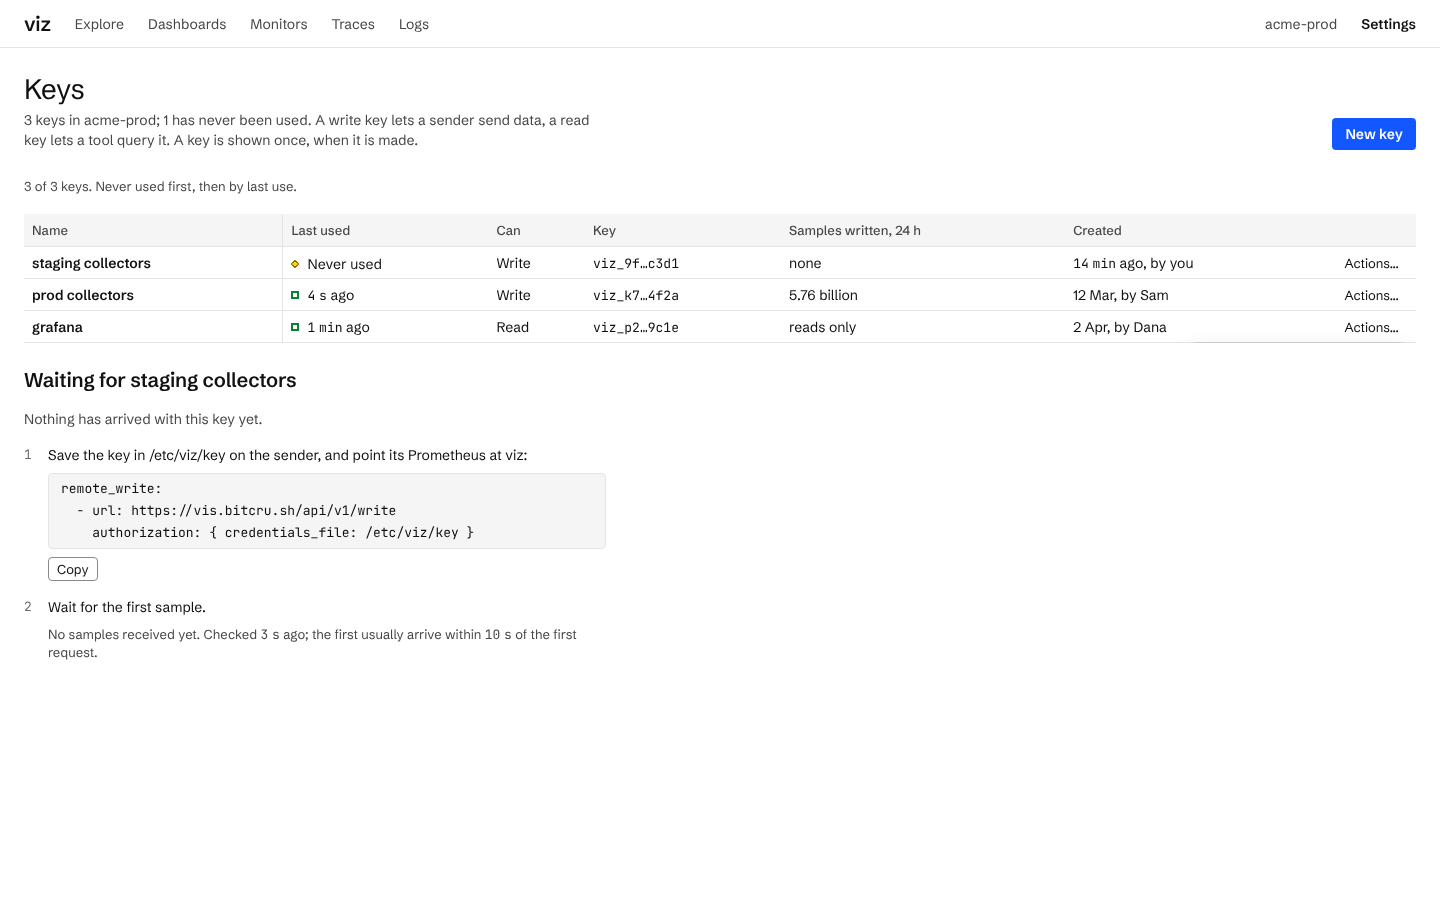 viz Explore Dashboards Monitors Traces Logs acme-prod Settings
Keys
3 keys in acme-prod; 1 has never been used. A write key lets a sender send data, a read
key lets a tool query it. A key is shown once, when it is made.
New key
3 of 3 keys. Never used first, then by last use.
Name Last used Can Key Samples written, 24 h Created
staging collectors Never used Write viz_9f…c3d1 none 14 min ago, by you Actions…
prod collectors 4 s ago Write viz_k7…4f2a 5.76 billion 12 Mar, by Sam Actions…
grafana 1 min ago Read viz_p2…9c1e reads only 2 Apr, by Dana Actions…
Waiting for staging collectors
Nothing has arrived with this key yet.
1 Save the key in /etc/viz/key on the sender, and point its Prometheus at viz:
remote_write:
  - url: https://vis.bitcru.sh/api/v1/write
    authorization: { credentials_file: /etc/viz/key }
Copy
2 Wait for the first sample.
No samples received yet. Checked 3 s ago; the first usually arrive within 10 s of the first
request.